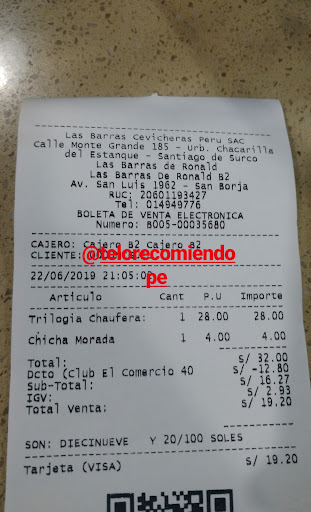 Las Barras Cevicheras Peru SAC
Calle Monte Grande 185 - Urb. Chacarilla
del Estanque - Santiago de Surco
Las Barras de Ronald
Las Barras De Ronald B2
Av. San Luis 1962 - San Borja
RUC: 20601193427
Tel: 014949776
BOLETA DE VENTA ELECTRONICA
Numero: B005-00035680
CAJERO: Cajero B2 Cajero B2
CLIENTE:
@telorecomiendo
pe
22/06/2019 21:05:0
Articulo Cant P.U Importe
Trilogia Chaufera: 1 28.00 28.00
Chicha Morada 1 4.00 4.00
Total: S/ 32.00
Dcto (Club El Comercio 40 S/ -12.80
Sub-Total: S/ 16.27
IGV: S/ 2.93
Total Venta: S/ 19.20
SON: DIECINUEVE Y 20/100 SOLES
Tarjeta (VISA) S/ 19.20